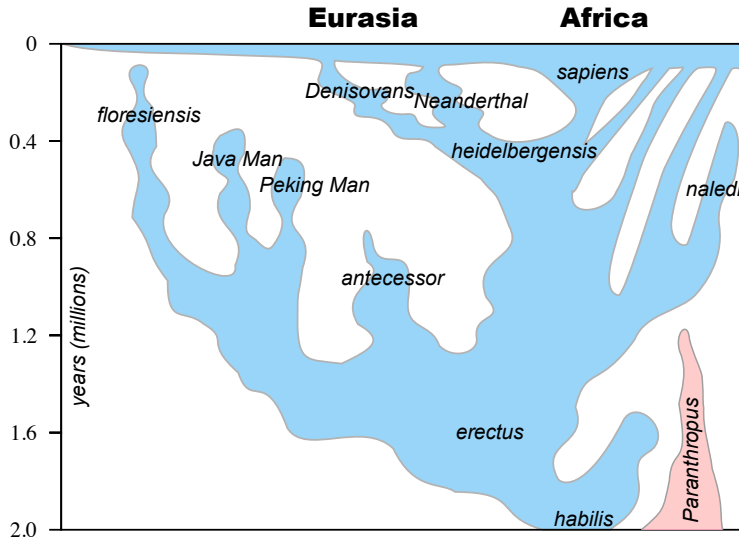 Eurasia Africa
0
sapiens
Denisovans Neanderthal
floresiensis
0.4
heidelbergensis
Java Man
Peking Man
naledi
0.8
antecessor
1.2
years (millions)
erectus
1.6
Paranthropus
habilis
2.0